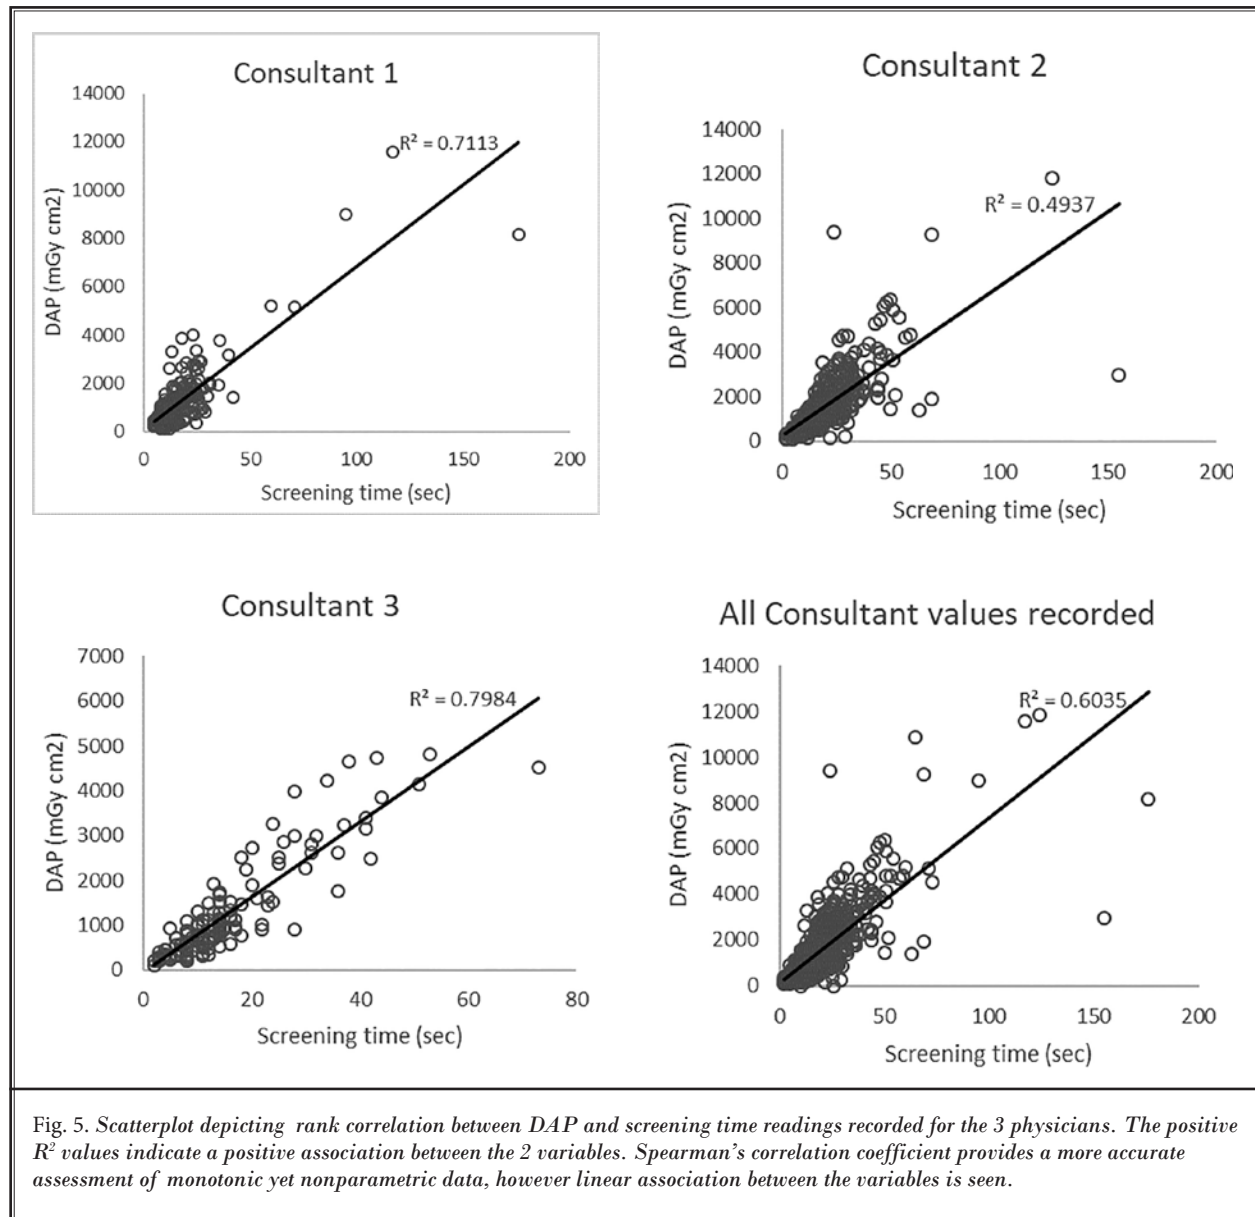 Consultant 1
14000
12000
10000
8000
6000
4000
2000
0
DAP (mGy cm2)
R² = 0.7113
0 50 100 150 200
Screening time (sec)
Consultant 2
14000
12000
10000
8000
6000
4000
2000
0
DAP (mGy cm2)
R² = 0.4937
0 50 100 150 200
Screening time (sec)
Consultant 3
7000
6000
5000
4000
3000
2000
1000
0
DAP (mGy cm2)
R² = 0.7984
0 20 40 60 80
Screening time (sec)
All Consultant values recorded
14000
12000
10000
8000
6000
4000
2000
0
DAP (mGy cm2)
R² = 0.6035
0 50 100 150 200
Screening time (sec)
Fig. 5. Scatterplot depicting rank correlation between DAP and screening time readings recorded for the 3 physicians. The positive
R² values indicate a positive association between the 2 variables. Spearman's correlation coefficient provides a more accurate
assessment of monotonic yet nonparametric data, however linear association between the variables is seen.